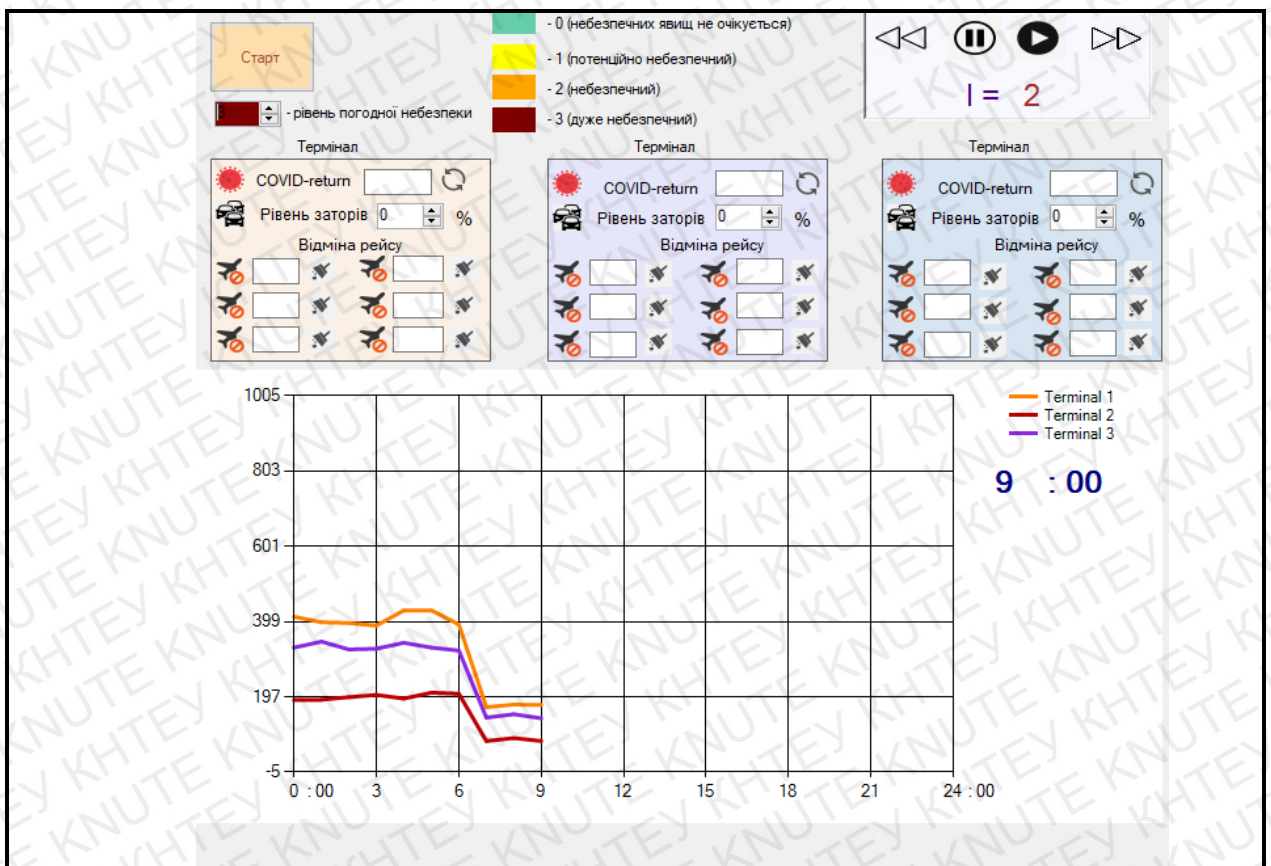 Старт
- 0 (небезпечних явищ не очікується)
- 1 (потенційно небезпечний)
- 2 (небезпечний)
- 3 (дуже небезпечний)
3 - рівень погодної небезпеки
I = 2
Термінал Термінал Термінал
COVID-return COVID-return COVID-return
Рівень заторів 0 % Рівень заторів 0 % Рівень заторів 0 %
Відміна рейсу Відміна рейсу Відміна рейсу
Terminal 1
Terminal 2
Terminal 3
9 : 00
1005
803
601
399
197
-5
0 : 00 3 6 9 12 15 18 21 24 : 00